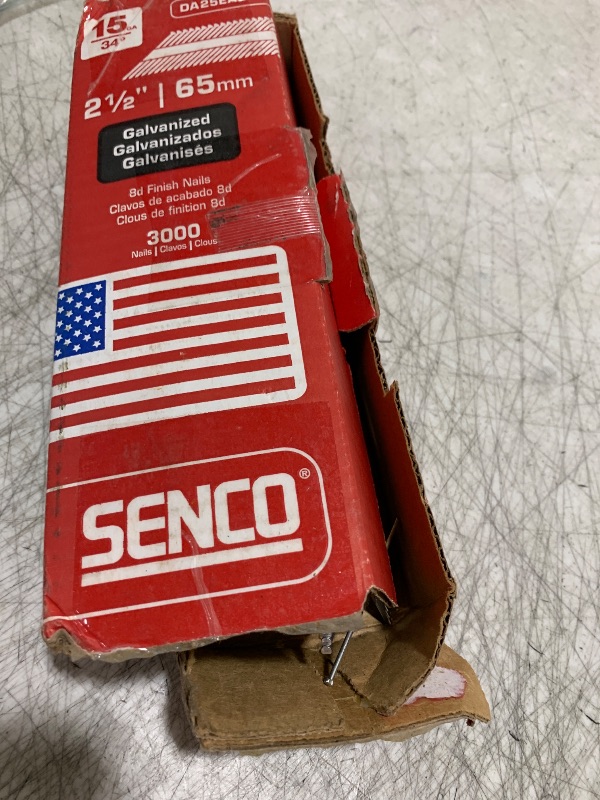 15 GA
34°
2 1/2" | 65mm
Galvanized
Galvanizados
Galvanisés
8d Finish Nails
Clavos de acabado 8d
Clous de finition 8d
3000
Nails | Clavos | Clous
SENCO®